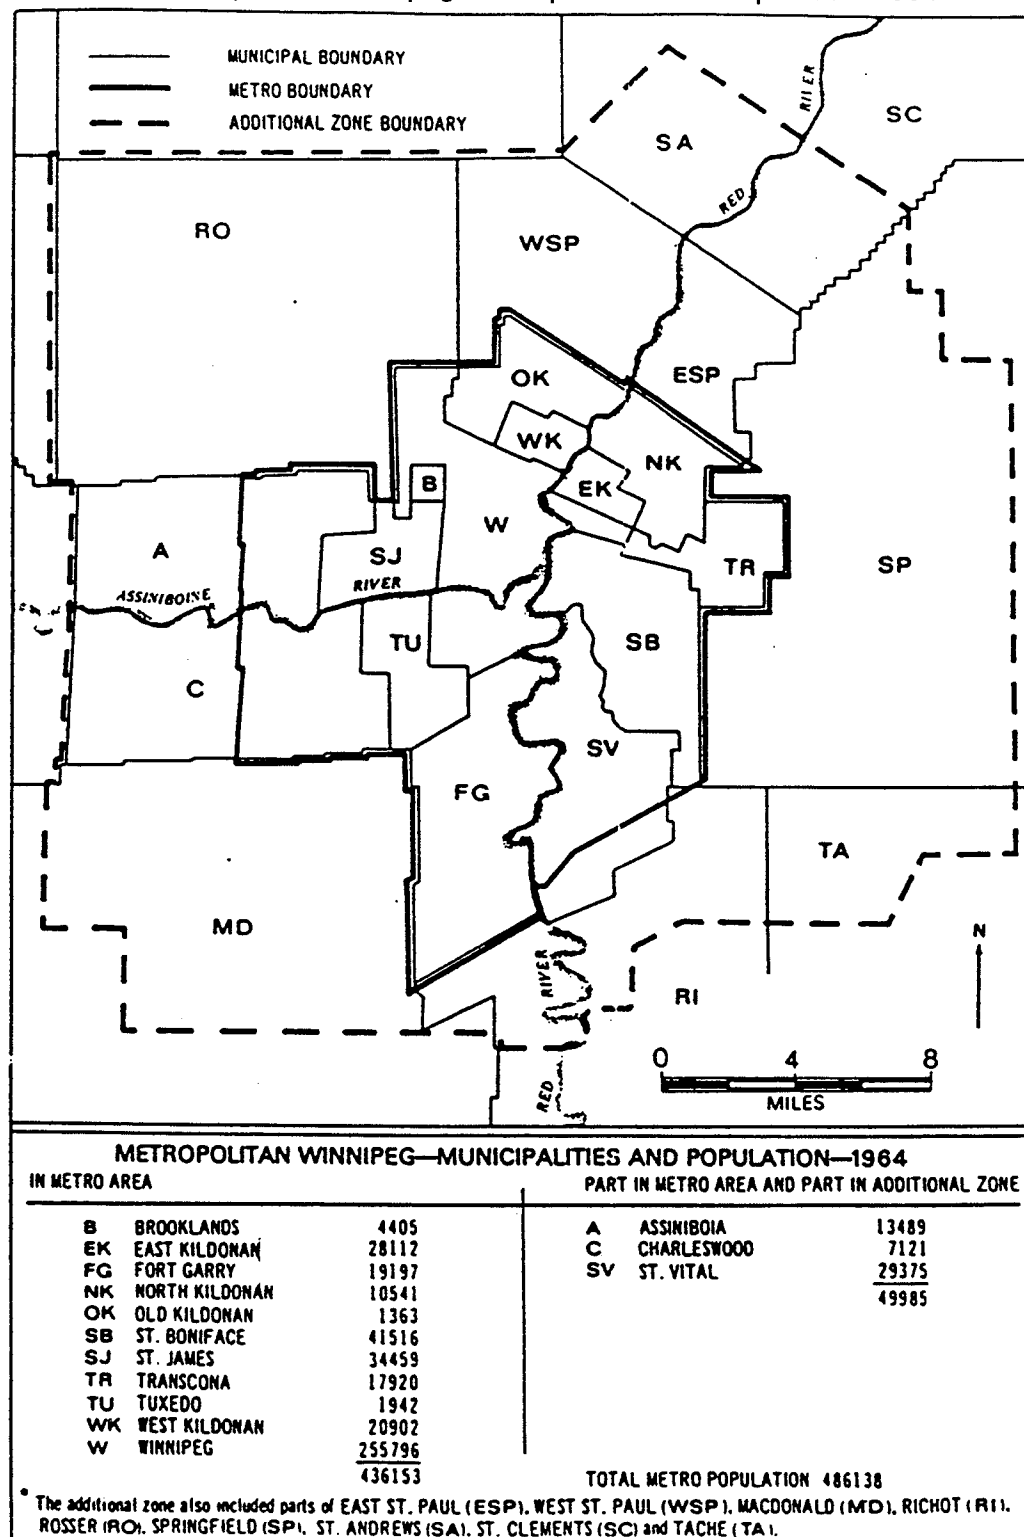 MUNICIPAL BOUNDARY
METRO BOUNDARY
ADDITIONAL ZONE BOUNDARY
RIVER
SC
SA
RED
RO
WSP
ESP
OK
WK
NK
EK
B
W
A
SJ
TR
SP
ASSINIBOINE
RIVER
TU
SB
C
SV
FG
TA
MD
N
RIVER
RI
0 4 8
MILES
RED
METROPOLITAN WINNIPEG—MUNICIPALITIES AND POPULATION—1964
IN METRO AREA
B BROOKLANDS 4405
EK EAST KILDONAN 28112
FG FORT GARRY 19197
NK NORTH KILDONAN 10541
OK OLD KILDONAN 1363
SB ST. BONIFACE 41516
SJ ST. JAMES 34459
TR TRANSCONA 17920
TU TUXEDO 1942
WK WEST KILDONAN 20902
W WINNIPEG 255796
436153
PART IN METRO AREA AND PART IN ADDITIONAL ZONE
A ASSINIBOIA 13489
C CHARLESWOOD 7121
SV ST. VITAL 29375
49985
TOTAL METRO POPULATION 486138
* The additional zone also included parts of EAST ST. PAUL (ESP), WEST ST. PAUL (WSP), MACDONALD (MD), RICHOT (RI),
ROSSER (RO), SPRINGFIELD (SP), ST. ANDREWS (SA), ST. CLEMENTS (SC) and TACHE (TA).